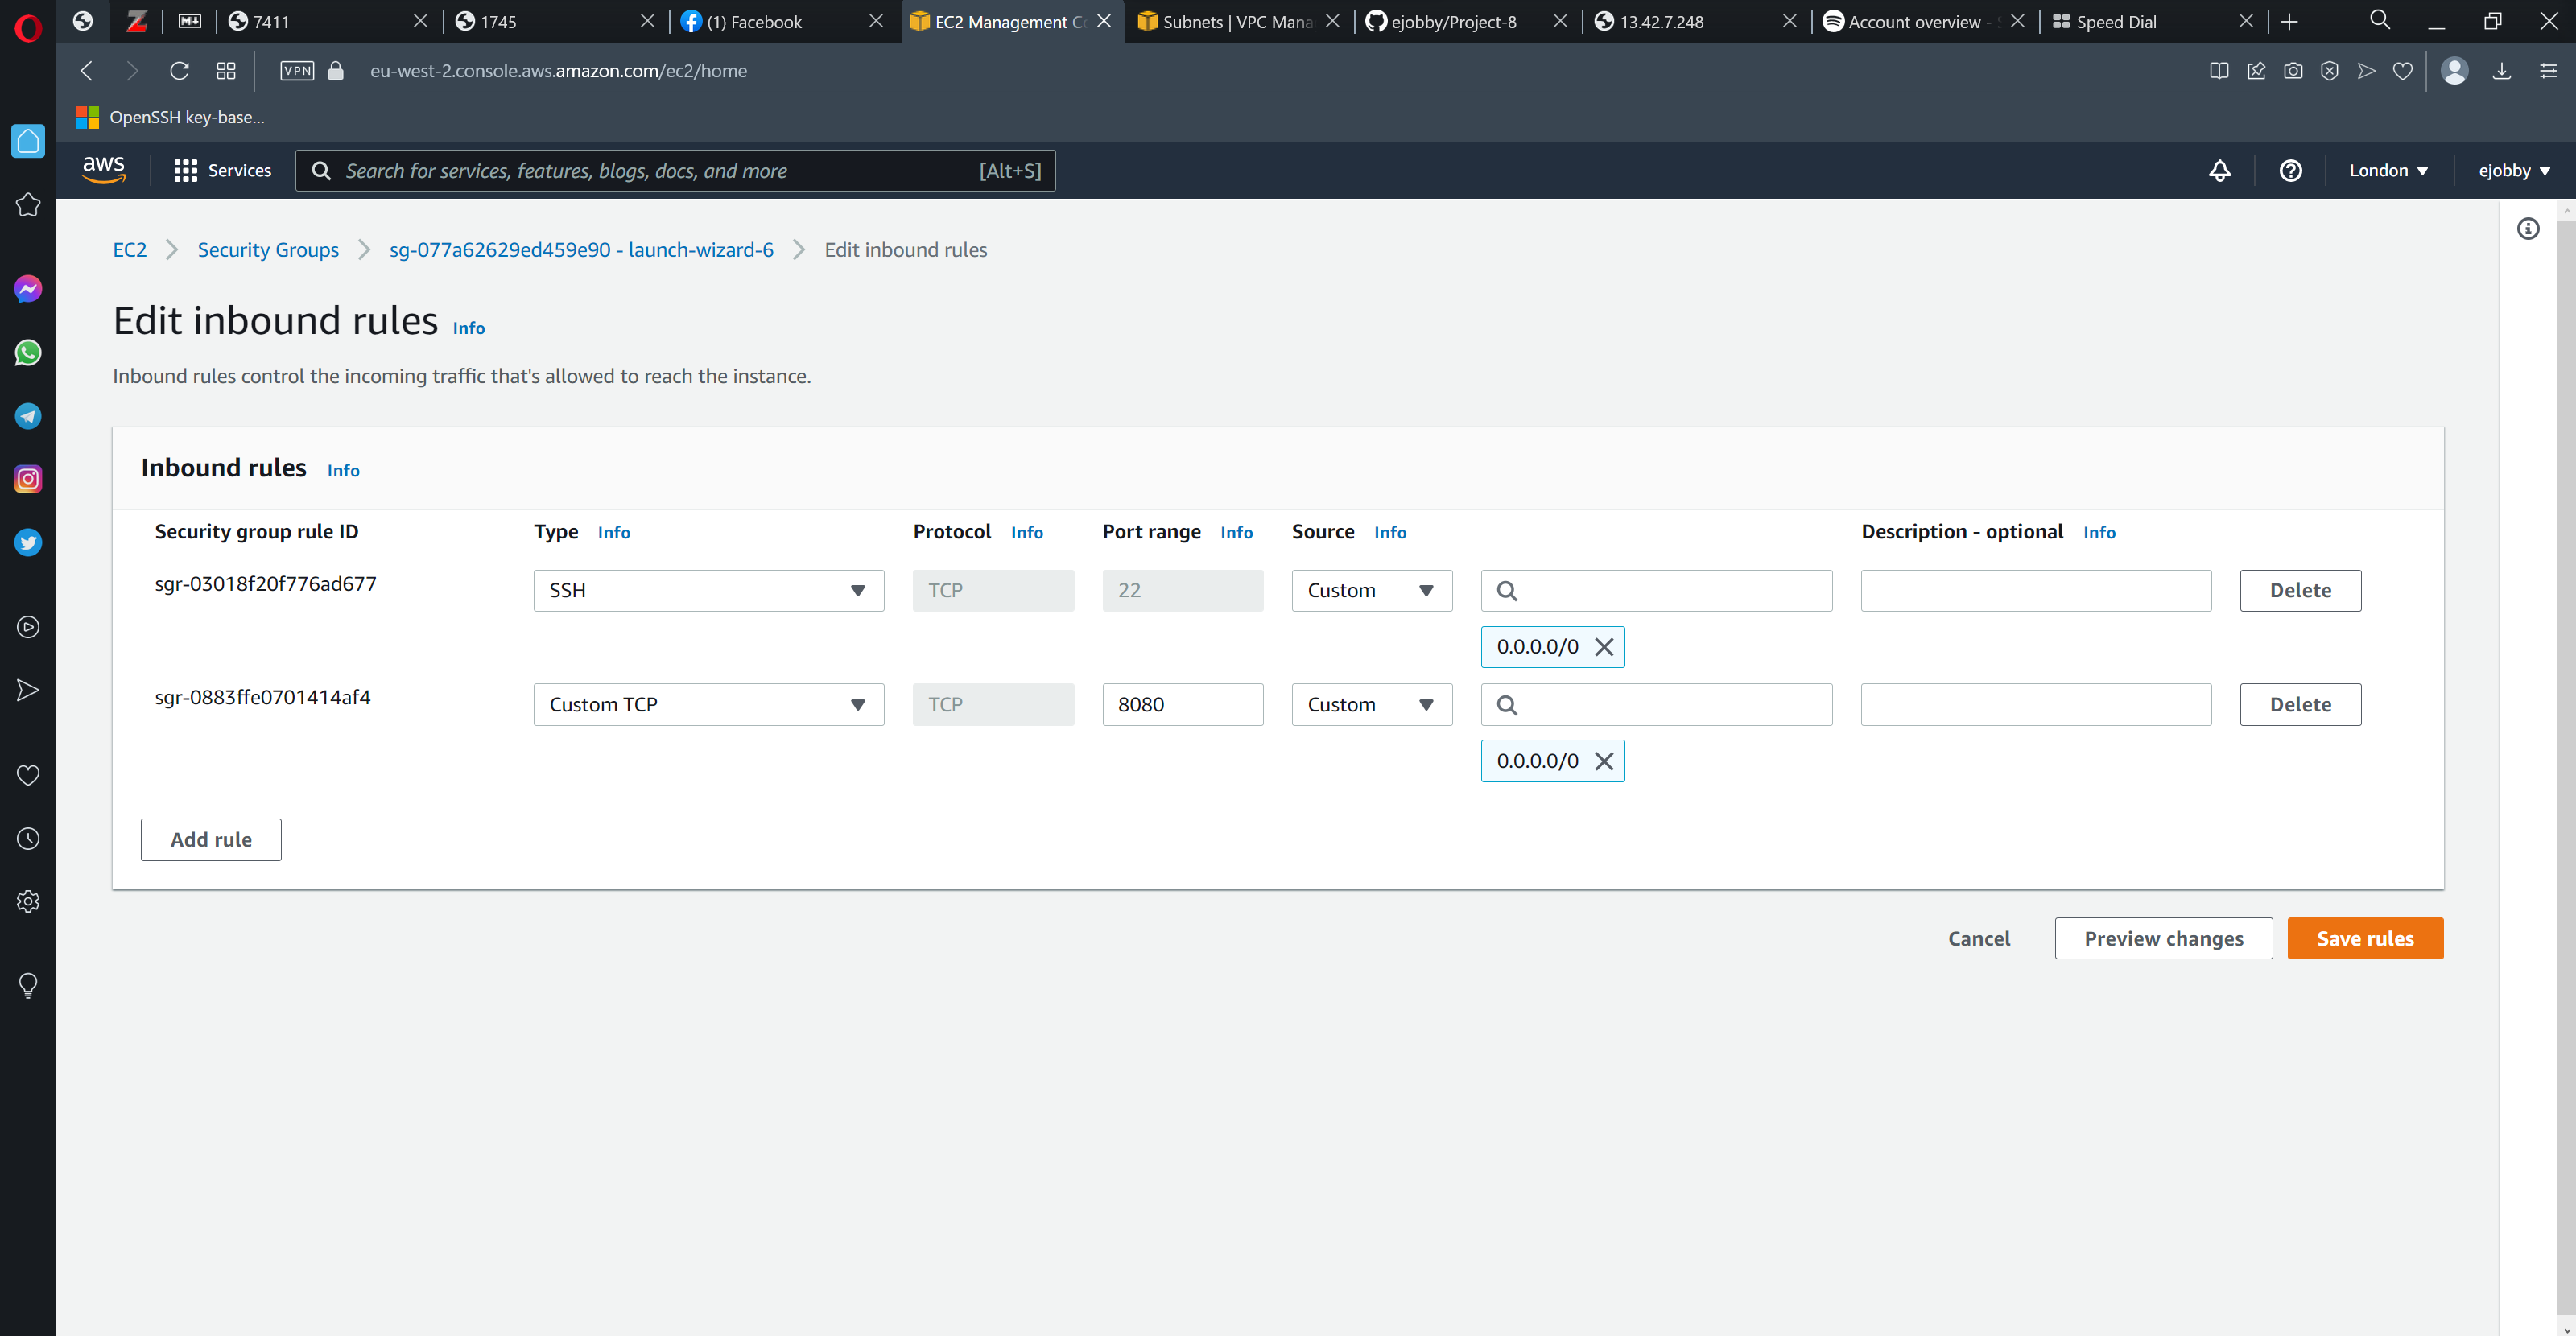 7411
1745
(1) Facebook
EC2 Management Co
Subnets | VPC Mana
ejobby/Project-8
13.42.7.248
Account overview -
Speed Dial
VPN
eu-west-2.console.aws.amazon.com/ec2/home
OpenSSH key-base...
aws
Services
Search for services, features, blogs, docs, and more
[Alt+S]
London
ejobby
EC2
Security Groups
sg-077a62629ed459e90 - launch-wizard-6
Edit inbound rules
Edit inbound rules Info
Inbound rules control the incoming traffic that's allowed to reach the instance.
Inbound rules Info
Security group rule ID
Type Info
Protocol Info
Port range Info
Source Info
Description - optional Info
sgr-03018f20f776ad677
SSH
TCP
22
Custom
Delete
0.0.0.0/0
sgr-0883ffe0701414af4
Custom TCP
TCP
8080
Custom
Delete
0.0.0.0/0
Add rule
Cancel
Preview changes
Save rules